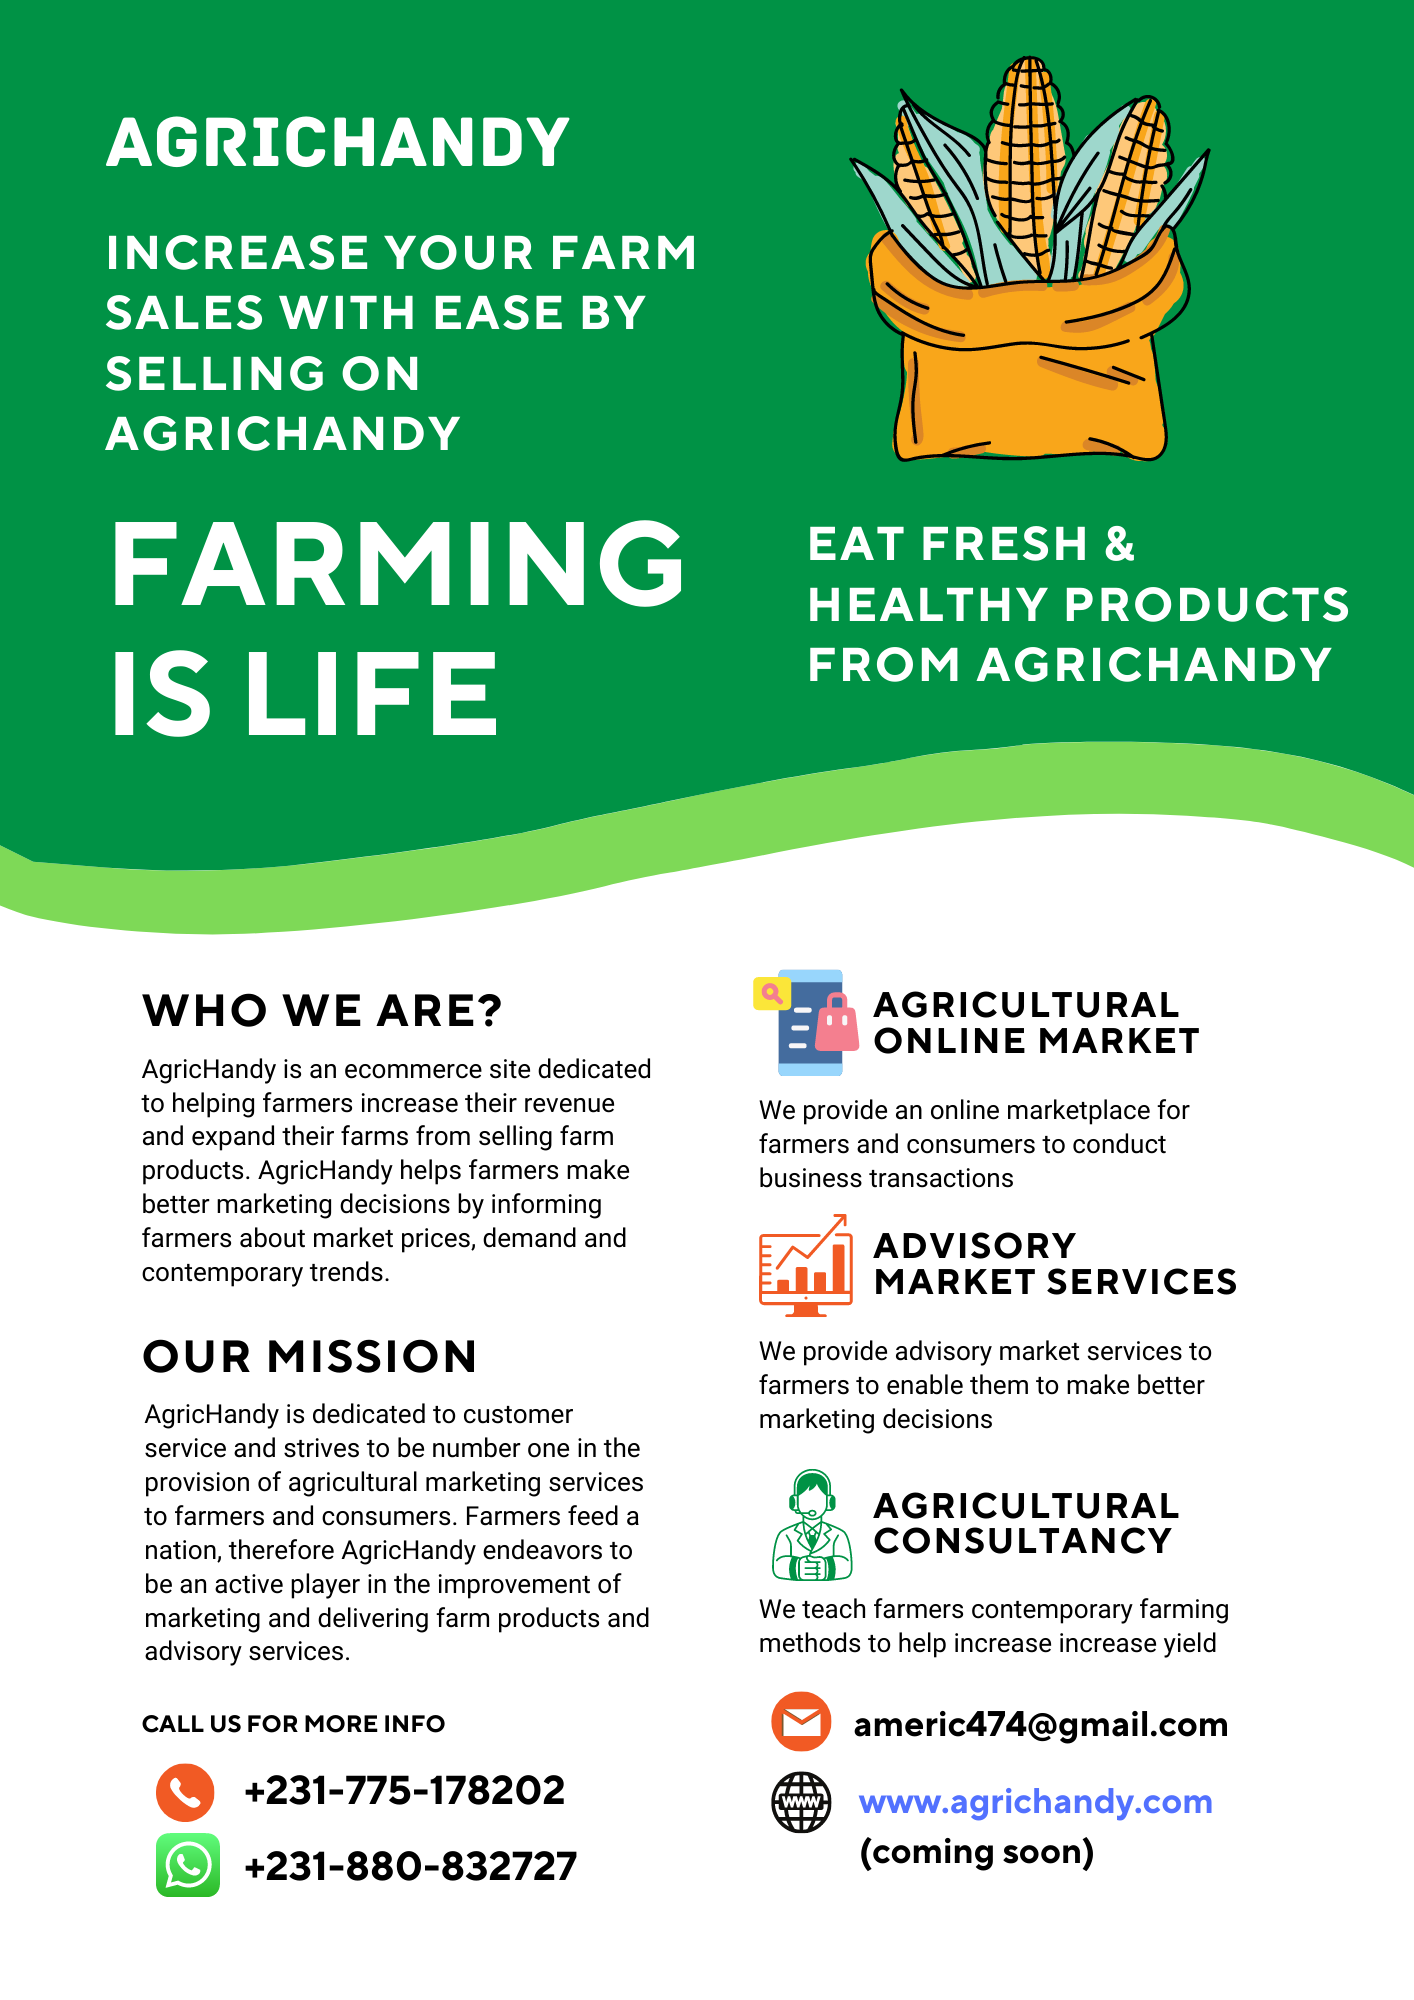 AGRICHANDY
INCREASE YOUR FARM
SALES WITH EASE BY
SELLING ON
AGRICHANDY
FARMING
IS LIFE
EAT FRESH &
HEALTHY PRODUCTS
FROM AGRICHANDY
WHO WE ARE?
AgricHandy is an ecommerce site dedicated
to helping farmers increase their revenue
and expand their farms from selling farm
products. AgricHandy helps farmers make
better marketing decisions by informing
farmers about market prices, demand and
contemporary trends.
OUR MISSION
AgricHandy is dedicated to customer
service and strives to be number one in the
provision of agricultural marketing services
to farmers and consumers. Farmers feed a
nation, therefore AgricHandy endeavors to
be an active player in the improvement of
marketing and delivering farm products and
advisory services.
CALL US FOR MORE INFO
+231-775-178202
+231-880-832727
AGRICULTURAL
ONLINE MARKET
We provide an online marketplace for
farmers and consumers to conduct
business transactions
ADVISORY
MARKET SERVICES
We provide advisory market services to
farmers to enable them to make better
marketing decisions
AGRICULTURAL
CONSULTANCY
We teach farmers contemporary farming
methods to help increase increase yield
americ474@gmail.com
WWW
www.agrichandy.com
(coming soon)